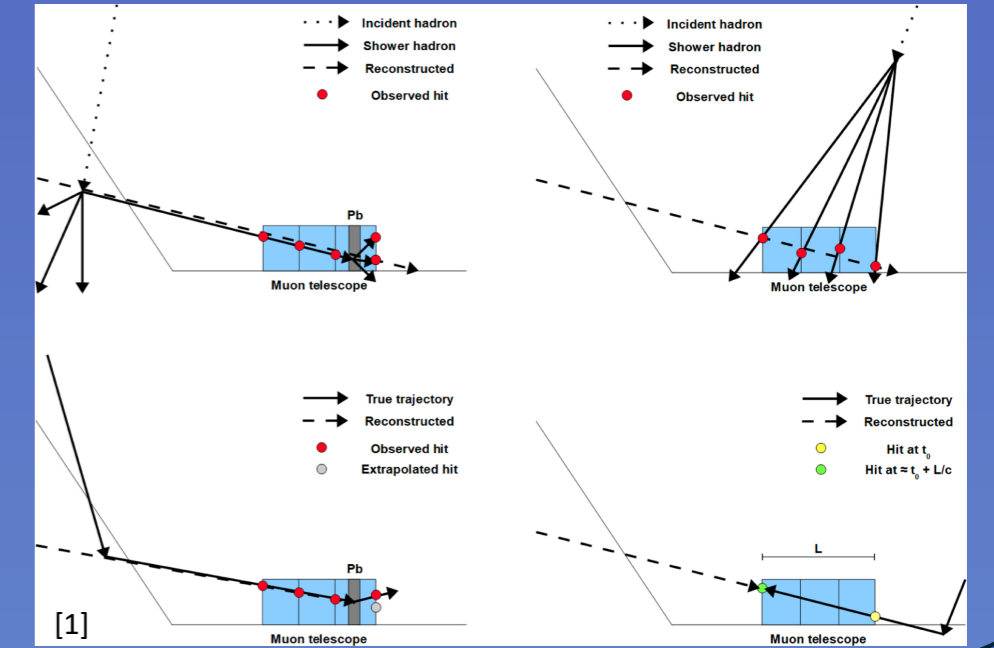 Incident hadron
Shower hadron
Reconstructed
Observed hit
Pb
Muon telescope
Incident hadron
Shower hadron
Reconstructed
Observed hit
Muon telescope
True trajectory
Reconstructed
Observed hit
Extrapolated hit
Pb
Muon telescope
[1]
True trajectory
Reconstructed
Hit at t₀
Hit at ≈ t₀ + L/c
L
Muon telescope